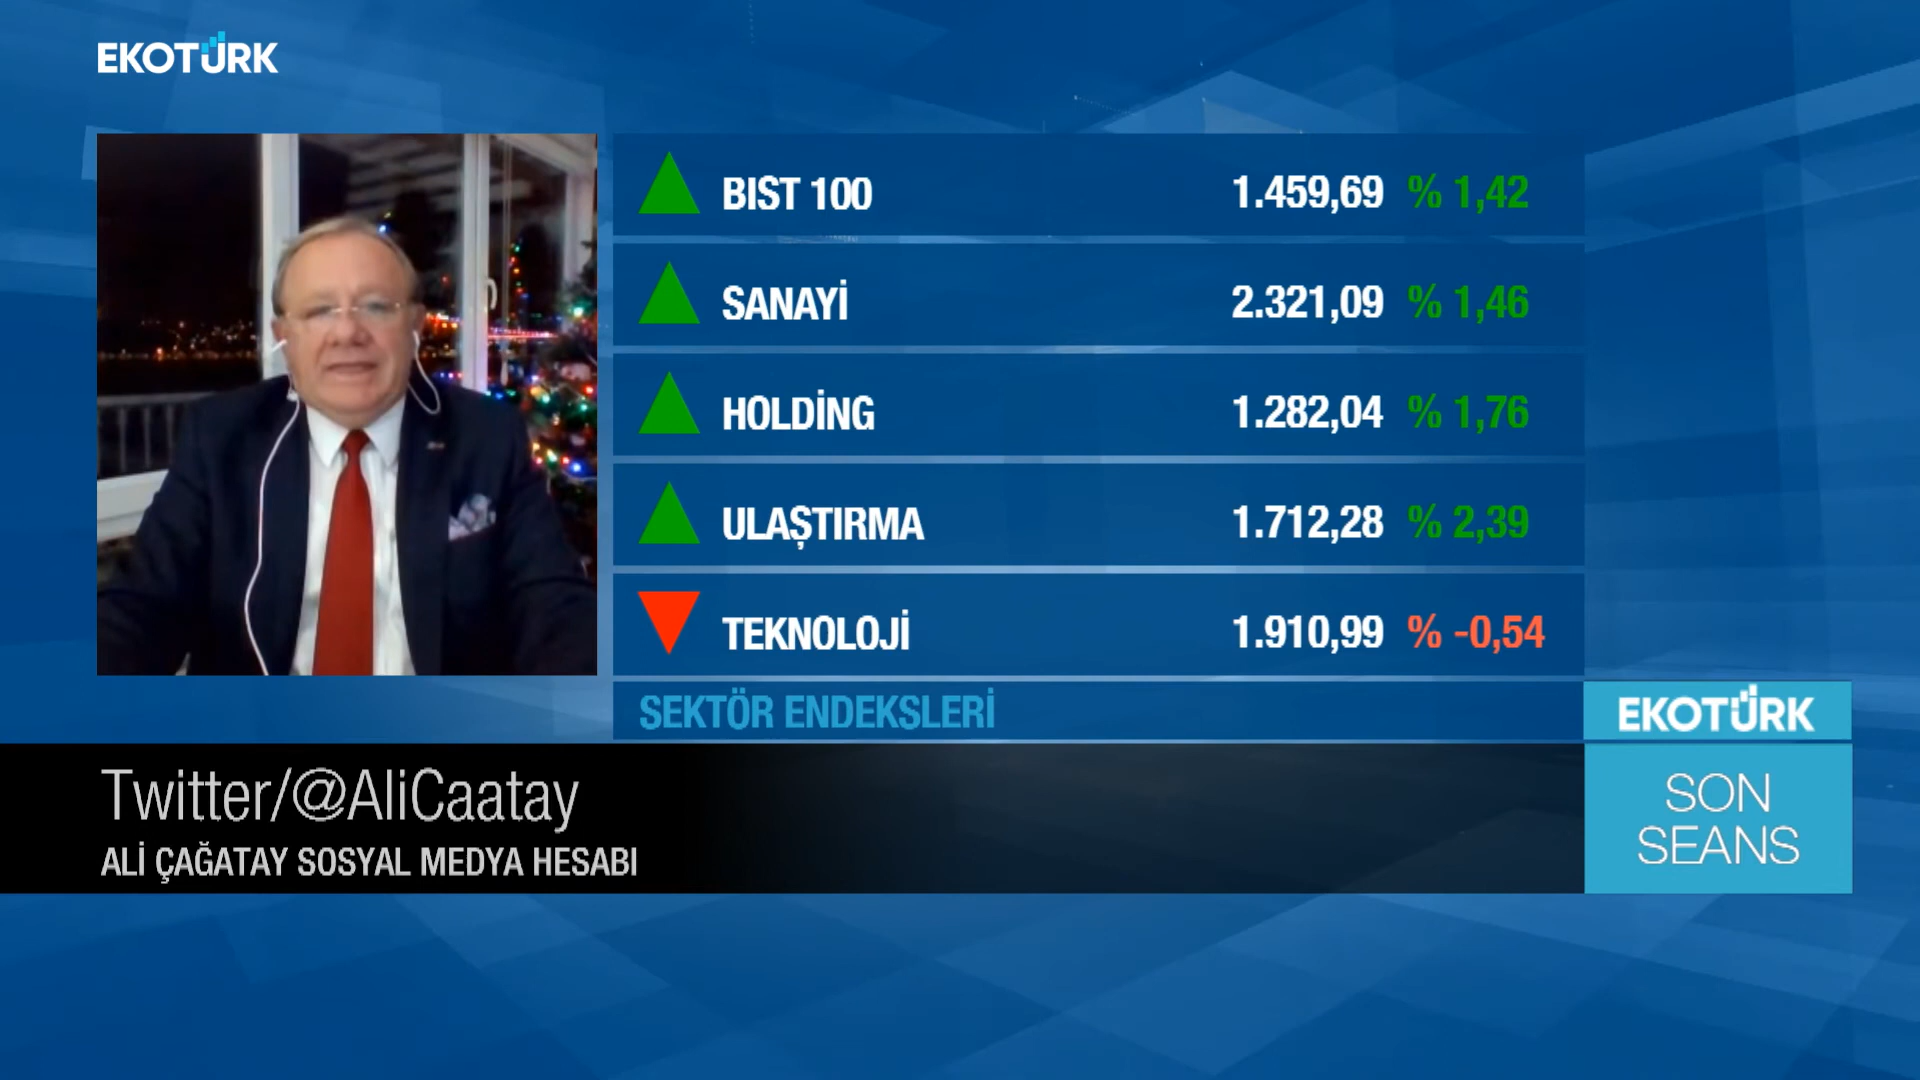 EKOTÜRK
BIST 100 1.459,69 % 1,42
SANAYİ 2.321,09 % 1,46
HOLDİNG 1.282,04 % 1,76
ULAŞTIRMA 1.712,28 % 2,39
TEKNOLOJİ 1.910,99 % -0,54
SEKTÖR ENDEKSLERİ
EKOTÜRK
Twitter/@AliCaatay
ALİ ÇAĞATAY SOSYAL MEDYA HESABI
SON
SEANS